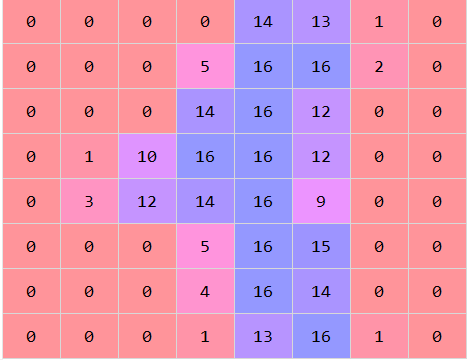 0 0 0 0 14 13 1 0
0 0 0 5 16 16 2 0
0 0 0 14 16 12 0 0
0 1 10 16 16 12 0 0
0 3 12 14 16 9 0 0
0 0 0 5 16 15 0 0
0 0 0 4 16 14 0 0
0 0 0 1 13 16 1 0